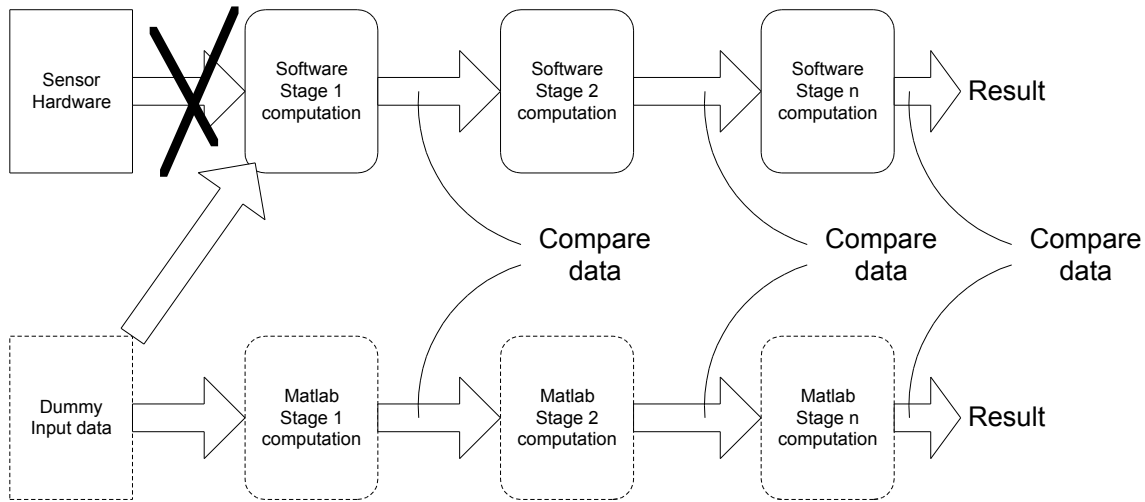 Sensor
Hardware
Software
Stage 1
computation
Software
Stage 2
computation
Software
Stage n
computation
Result
Compare
data
Compare
data
Compare
data
Dummy
Input data
Matlab
Stage 1
computation
Matlab
Stage 2
computation
Matlab
Stage n
computation
Result